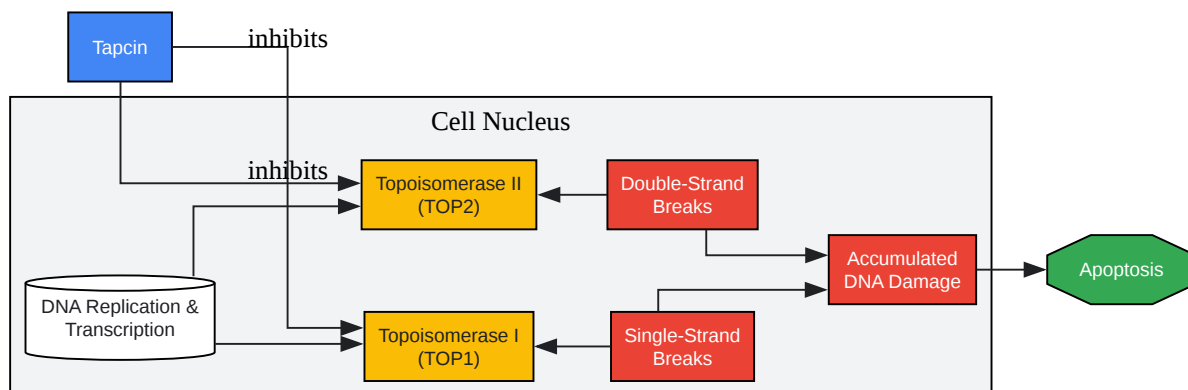 Tapcin
inhibits
Cell Nucleus
inhibits
Topoisomerase II
(TOP2)
Double-Strand
Breaks
Accumulated
DNA Damage
Apoptosis
DNA Replication &
Transcription
Topoisomerase I
(TOP1)
Single-Strand
Breaks